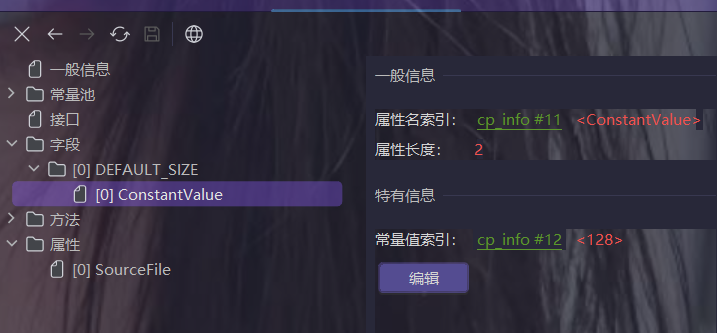 一般信息
常量池
接口
字段
[0] DEFAULT_SIZE
[0] ConstantValue
方法
属性
[0] SourceFile
一般信息
属性名索引： cp_info #11 <ConstantValue>
属性长度： 2
特有信息
常量值索引： cp_info #12 <128>
编辑